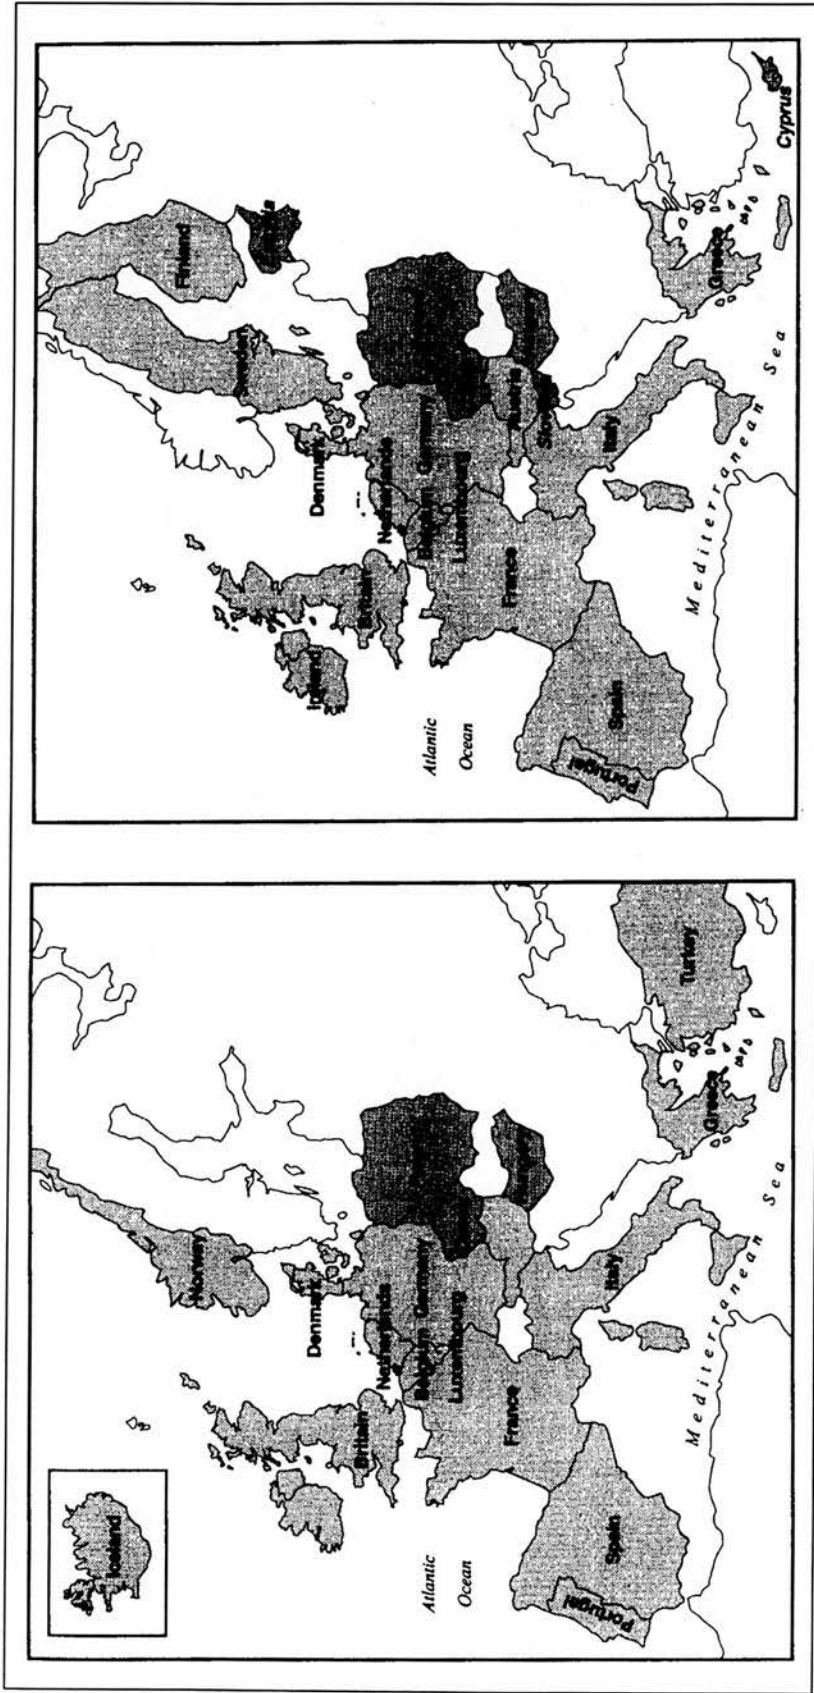 Iceland
Norway
Denmark
Britain
Netherlands
Belgium Germany
Luxembourg
Atlantic
Ocean
France
Hungary
Spain
Portugal
Italy
Greece
Turkey
Mediterranean Sea
Finland
Sweden
Denmark
Ireland
Britain
Netherlands
Belgium Germany
Luxembourg
Atlantic
Ocean
France
Austria
Spain
Portugal
Italy
Greece
Cyprus
Mediterranean Sea